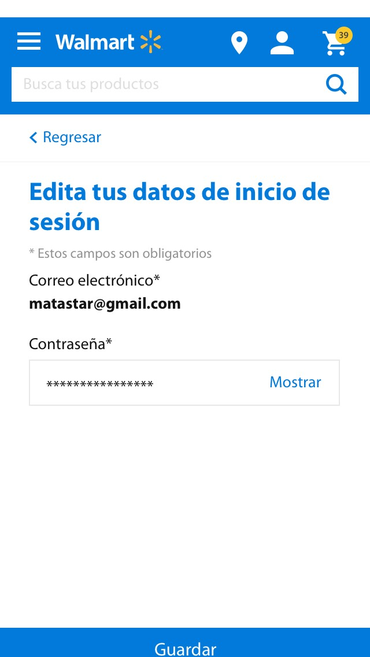 Walmart
39
Busca tus productos
Regresar
Edita tus datos de inicio de
sesión
* Estos campos son obligatorios
Correo electrónico*
matastar@gmail.com
Contraseña*
**************** Mostrar
Guardar